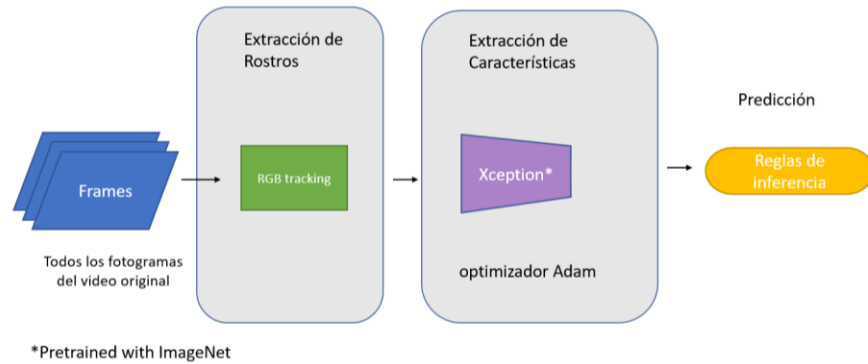 Frames
Todos los fotogramas
del video original
Extracción de
Rostros
RGB tracking
Extracción de
Características
Xception*
optimizador Adam
Predicción
Reglas de
inferencia
*Pretrained with ImageNet